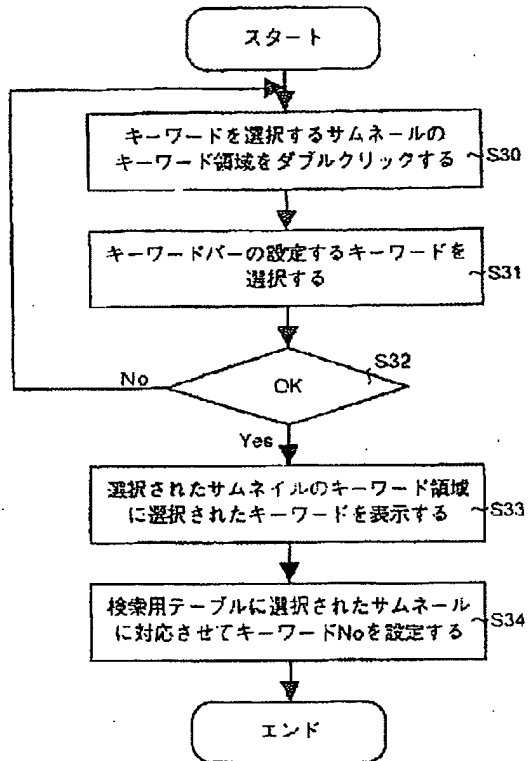 スタート
キーワードを選択するサムネールの
キーワード領域をダブルクリックする
S30
キーワードバーの設定するキーワードを
選択する
S31
S32
OK
No
Yes
選択されたサムネイルのキーワード領域
に選択されたキーワードを表示する
S33
検索用テーブルに選択されたサムネール
に対応させてキーワードNoを設定する
S34
エンド